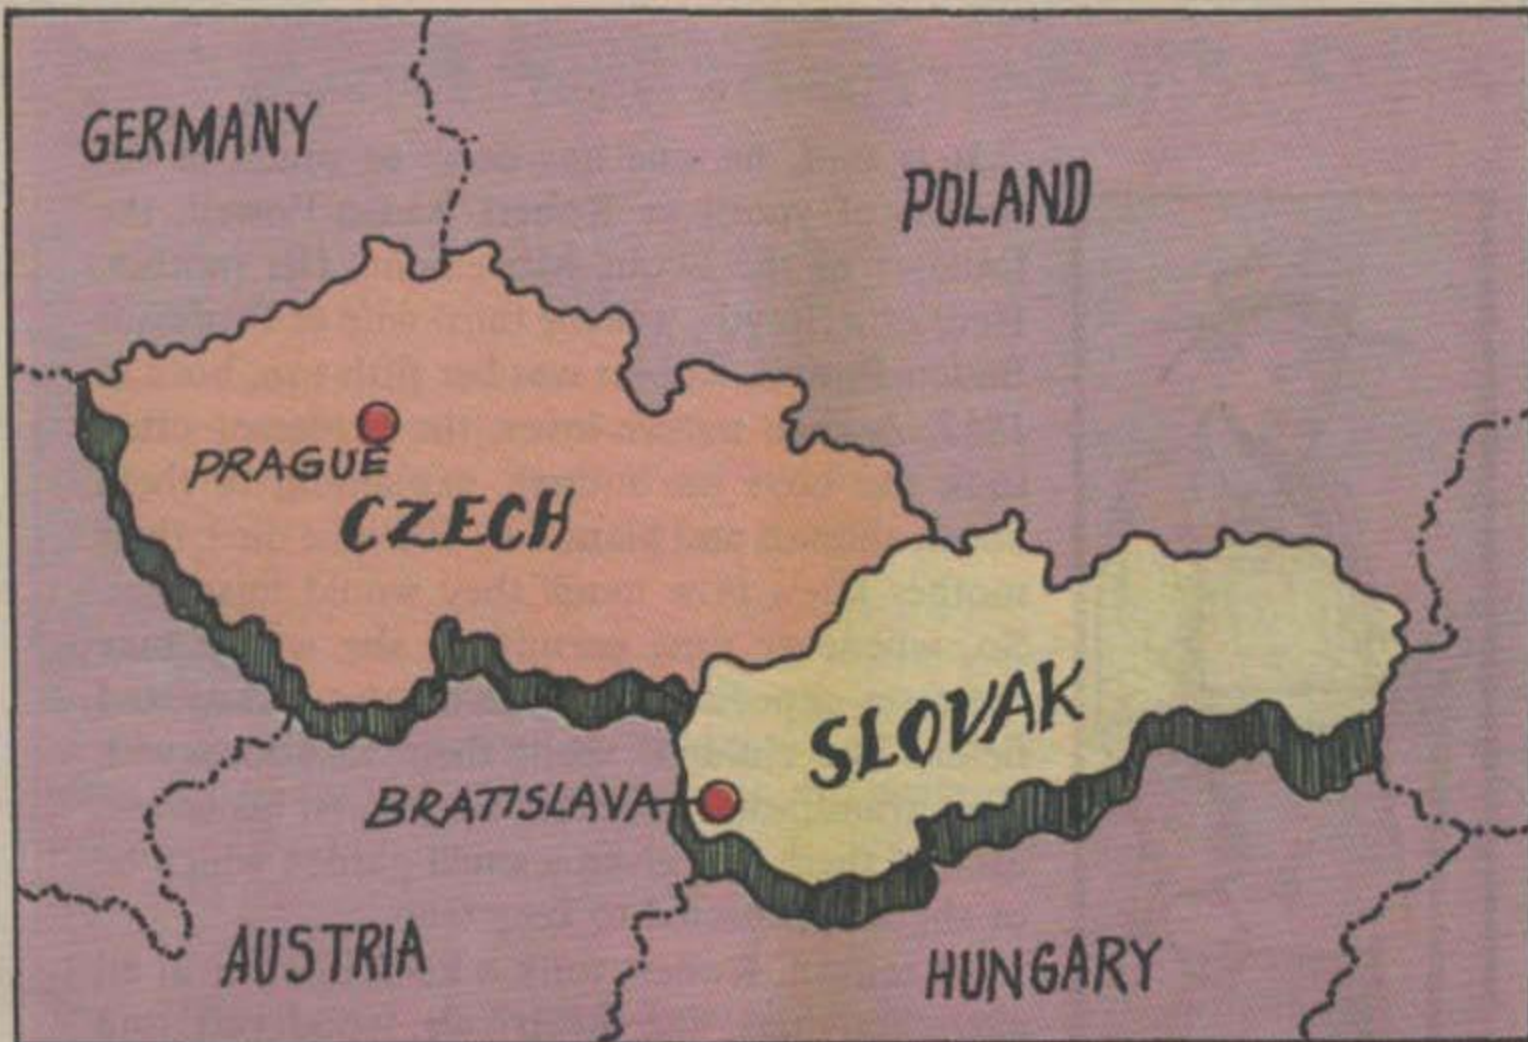 GERMANY
POLAND
PRAGUE
CZECH
SLOVAK
BRATISLAVA
AUSTRIA
HUNGARY